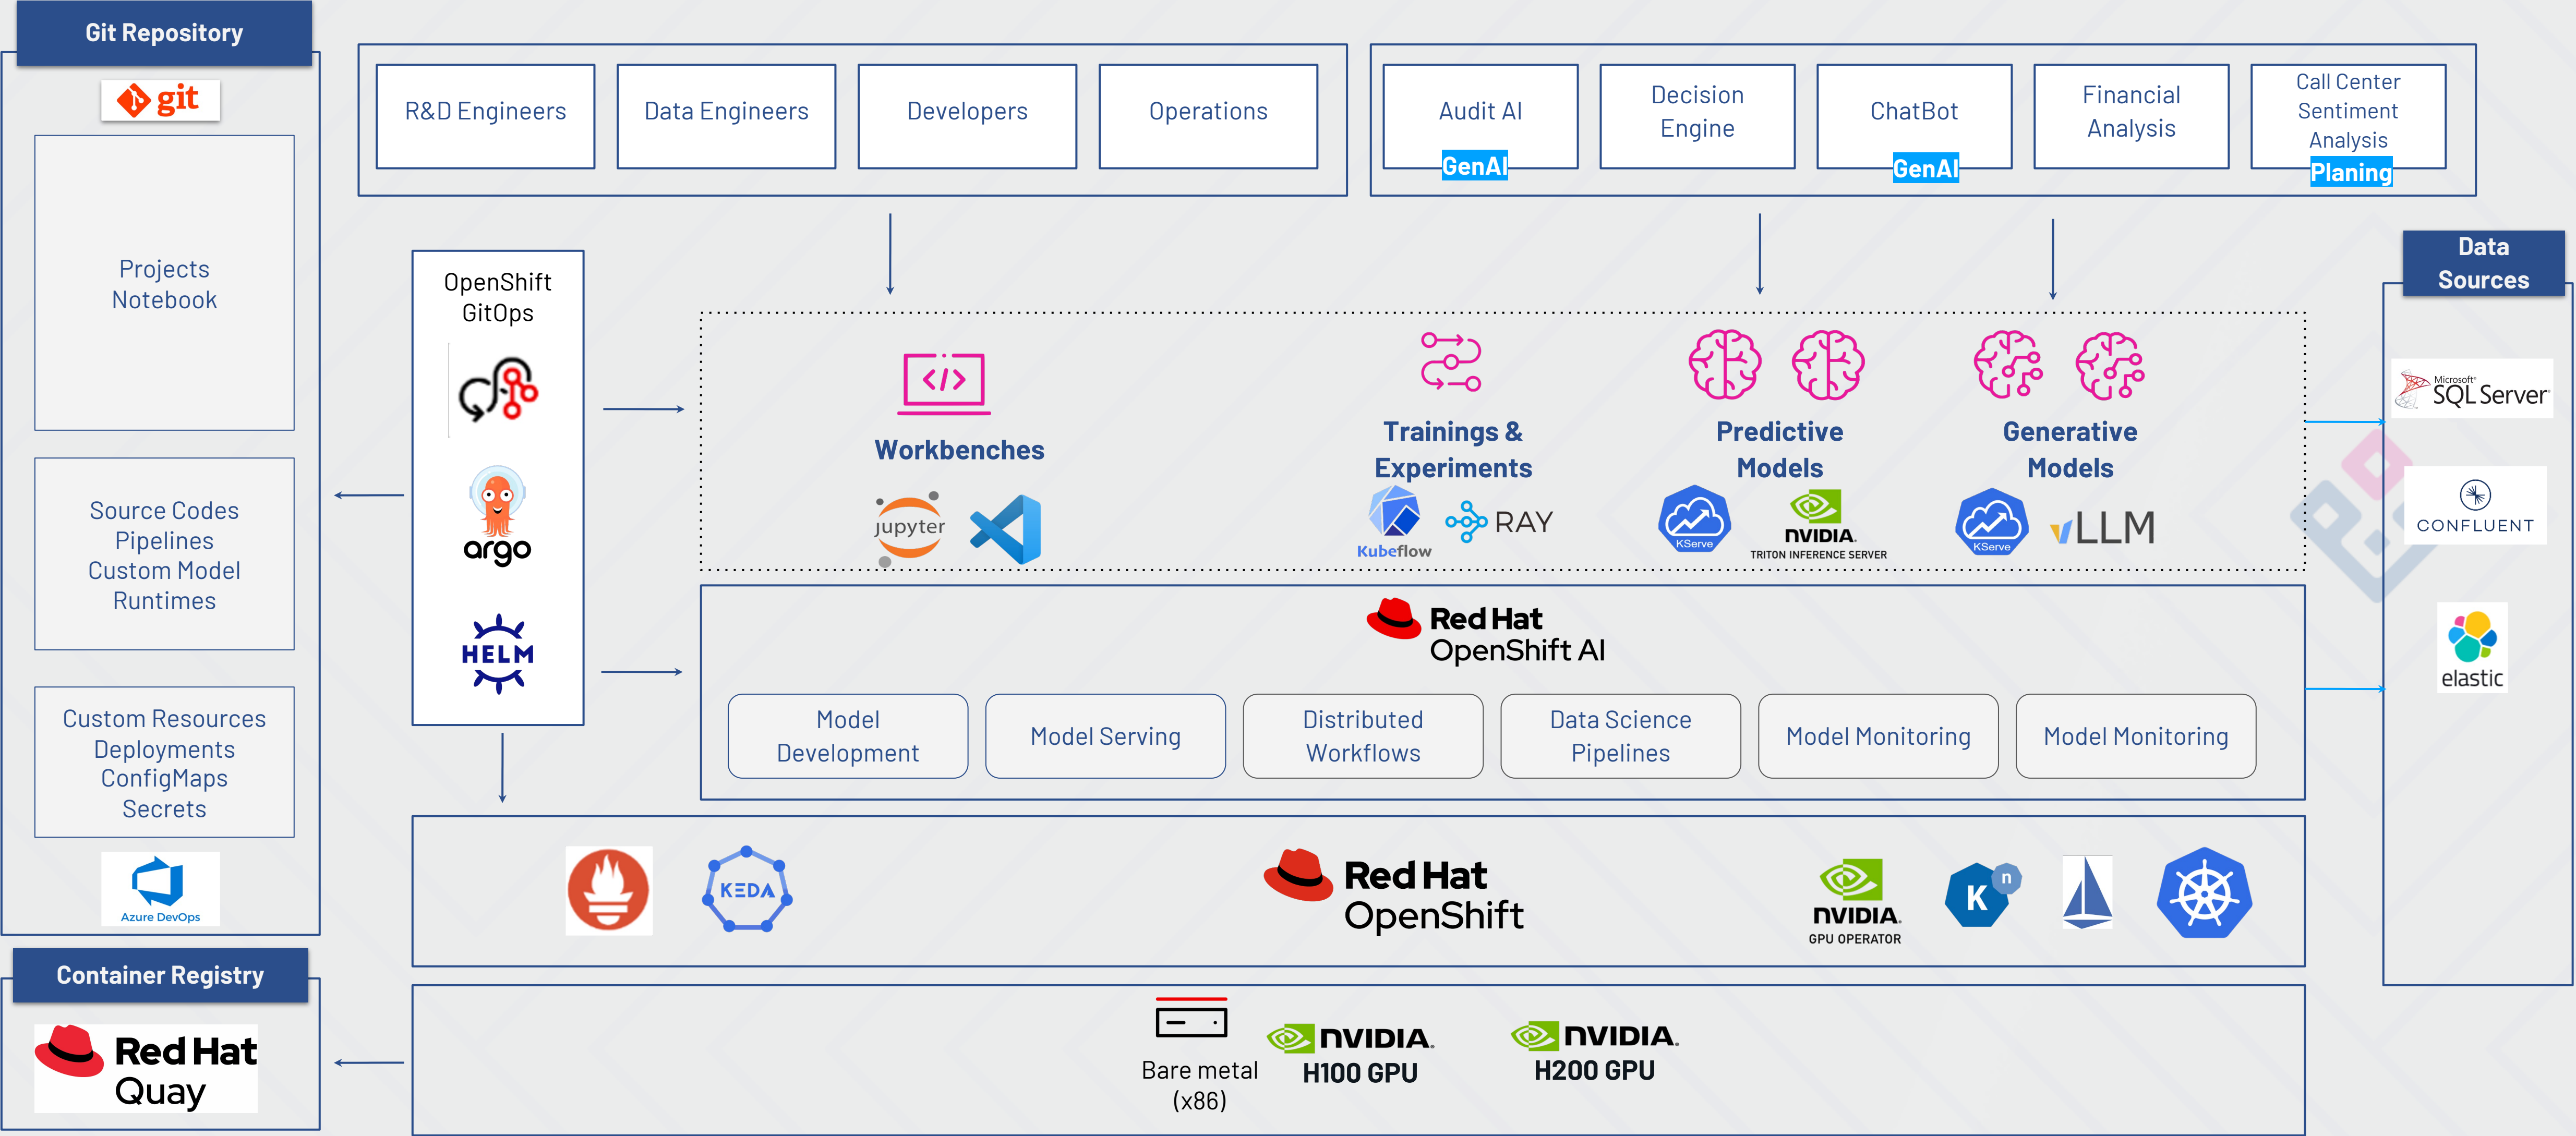 Git Repository
git
Projects
Notebook
Source Codes
Pipelines
Custom Model
Runtimes
Custom Resources
Deployments
ConfigMaps
Secrets
Azure DevOps
Container Registry
Red Hat
Quay
R&D Engineers
Data Engineers
Developers
Operations
Audit AI
GenAI
Decision
Engine
ChatBot
GenAI
Financial
Analysis
Call Center
Sentiment
Analysis
Planing
OpenShift
GitOps
argo
HELM
</>
Workbenches
jupyter
Trainings &
Experiments
Kubeflow
RAY
Predictive
Models
KServe
NVIDIA.
TRITON INFERENCE SERVER
Generative
Models
KServe
vLLM
Red Hat
OpenShift AI
Model
Development
Model Serving
Distributed
Workflows
Data Science
Pipelines
Model Monitoring
Model Monitoring
KEDA
Red Hat
OpenShift
NVIDIA.
GPU OPERATOR
K
n
Bare metal
(x86)
NVIDIA.
H100 GPU
NVIDIA.
H200 GPU
Data
Sources
Microsoft®
SQL Server
CONFLUENT
elastic